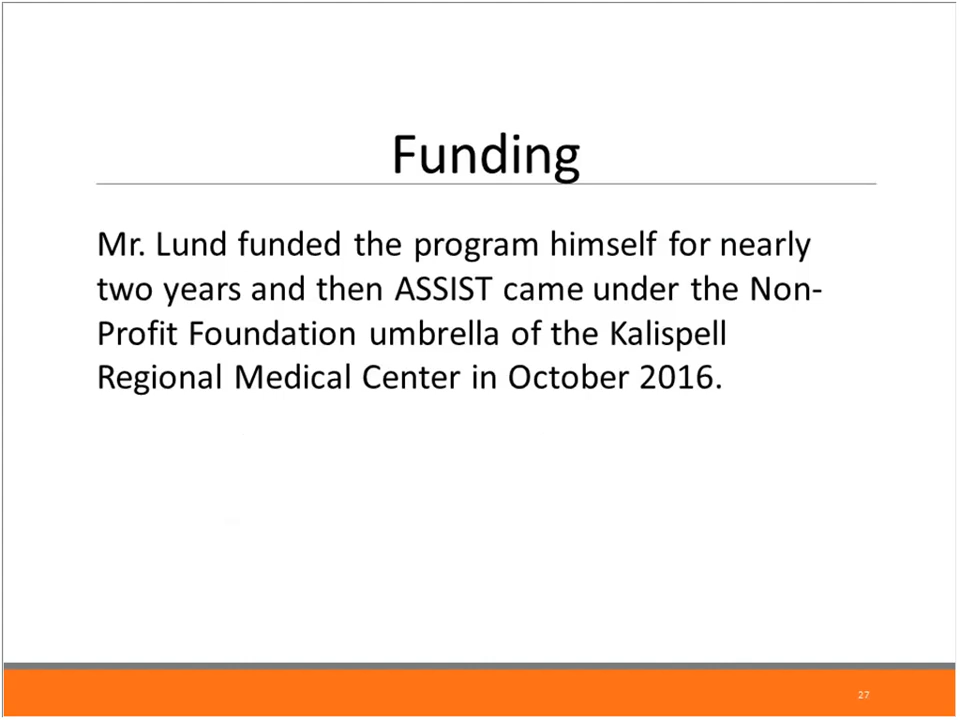 Funding
Mr. Lund funded the program himself for nearly
two years and then ASSIST came under the Non-
Profit Foundation umbrella of the Kalispell
Regional Medical Center in October 2016.
27